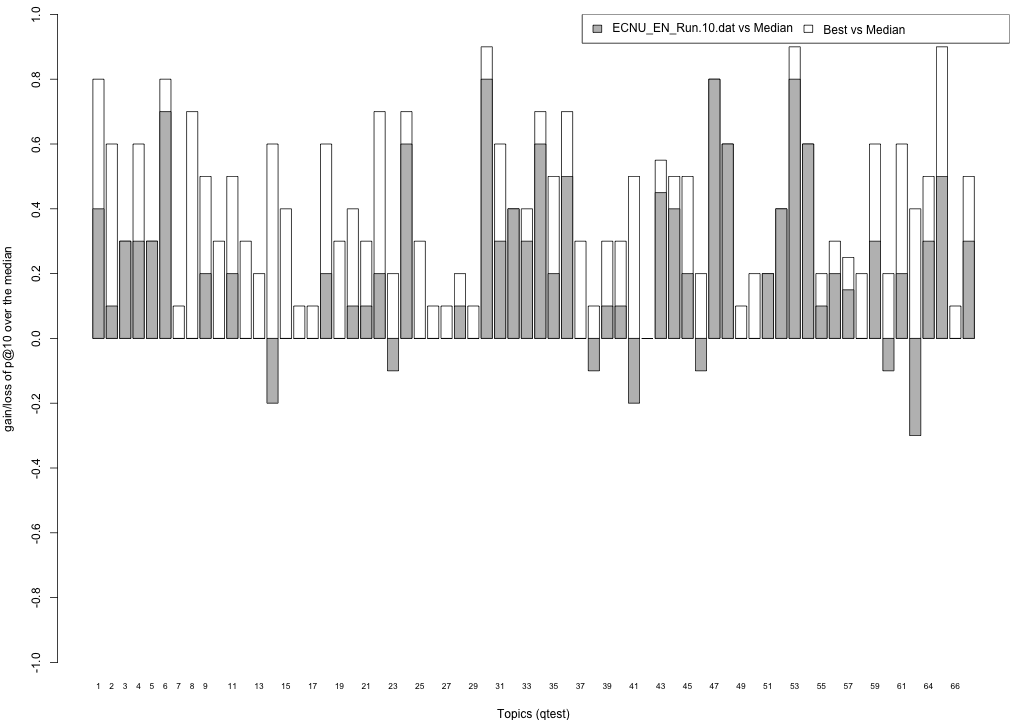 ECNU_EN_Run.10.dat vs Median Best vs Median
gain/loss of p@10 over the median
1.0
0.8
0.6
0.4
0.2
0.0
-0.2
-0.4
-0.6
-0.8
-1.0
1 2 3 4 5 6 7 8 9 11 13 15 17 19 21 23 25 27 29 31 33 35 37 39 41 43 45 47 49 51 53 55 57 59 61 64 66
Topics (qtest)